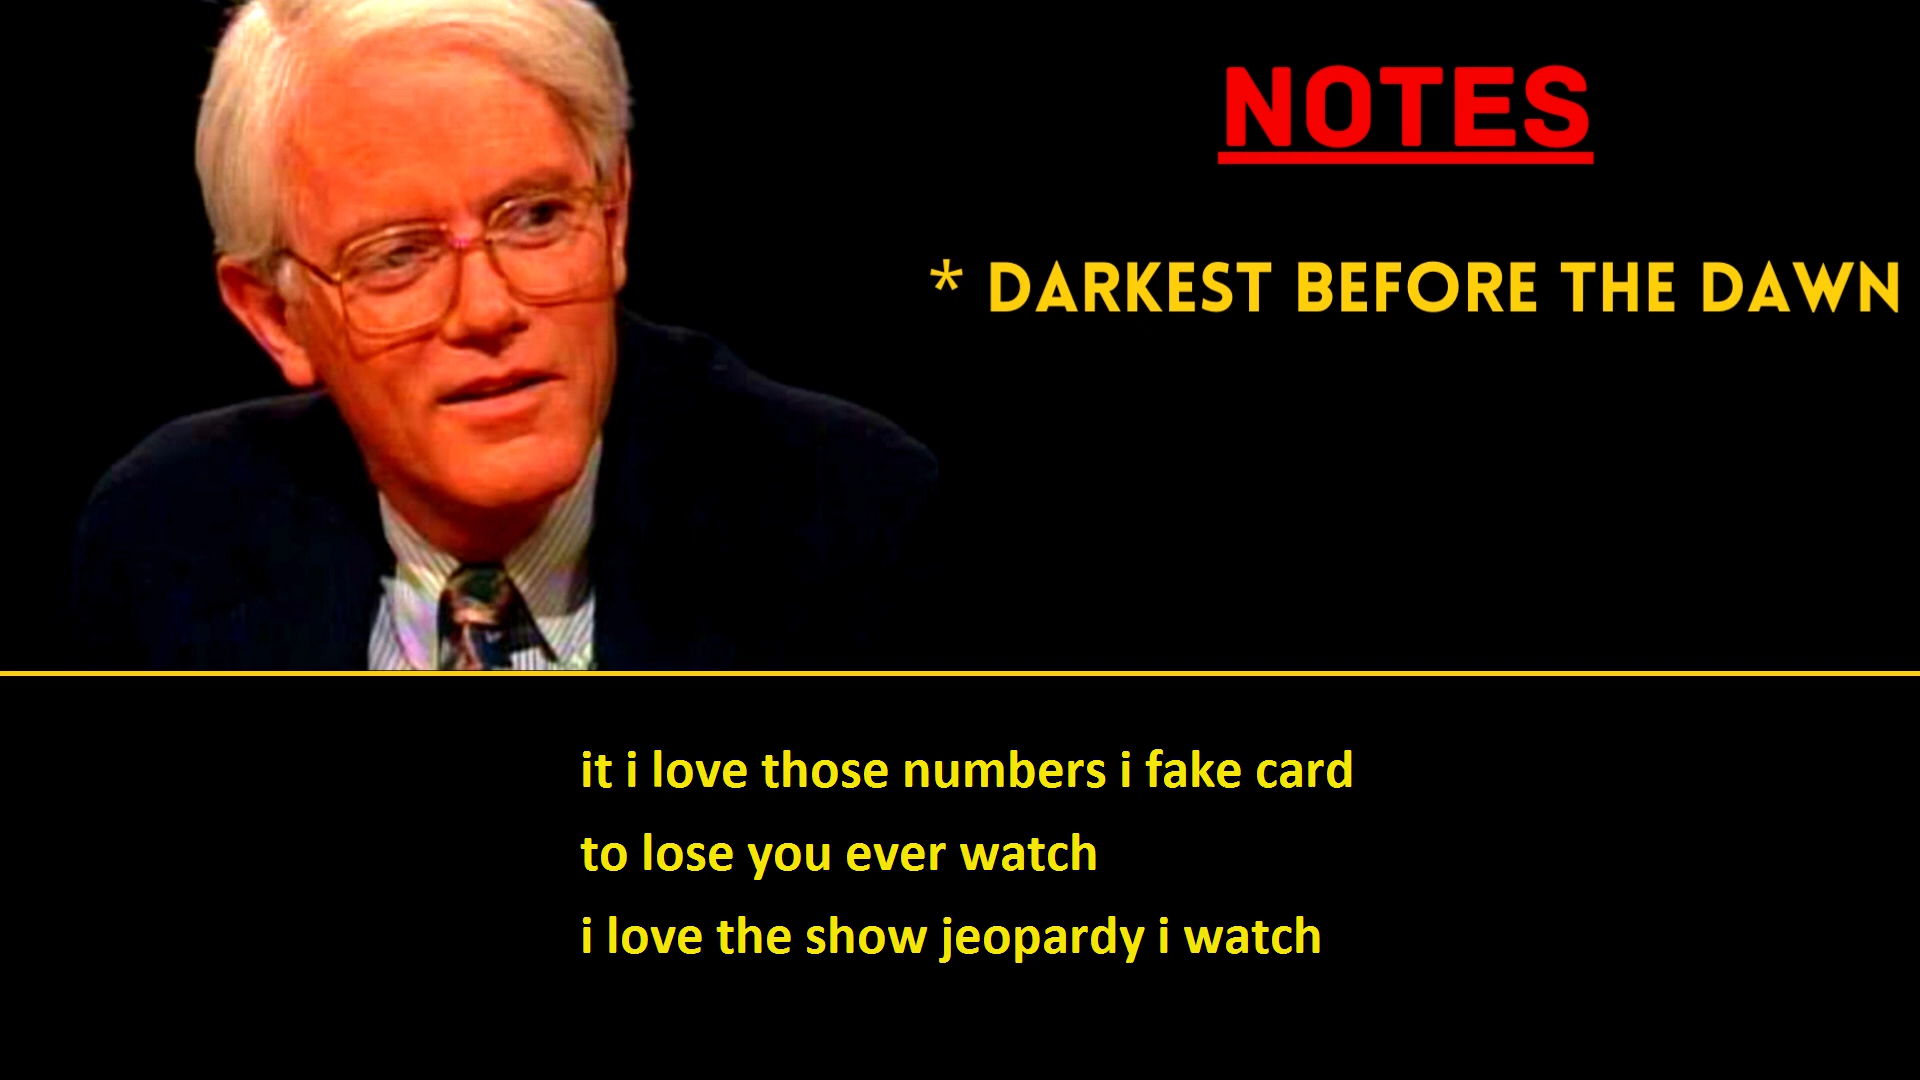 NOTES
* DARKEST BEFORE THE DAWN
it i love those numbers i fake card
to lose you ever watch
i love the show jeopardy i watch